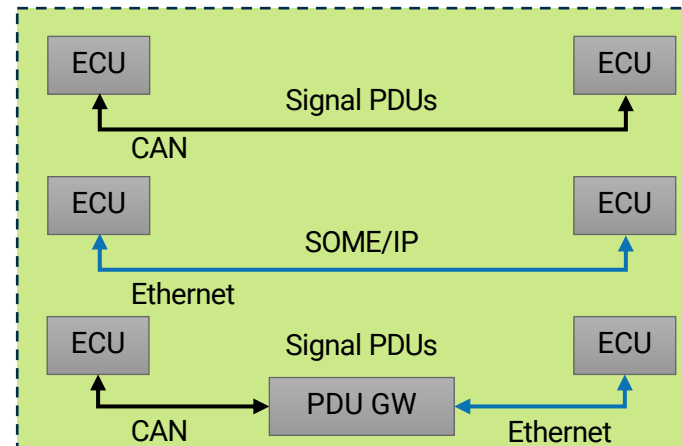 ECU ECU
Signal PDUs
CAN
ECU ECU
SOME/IP
Ethernet
ECU Signal PDUs ECU
PDU GW
CAN Ethernet